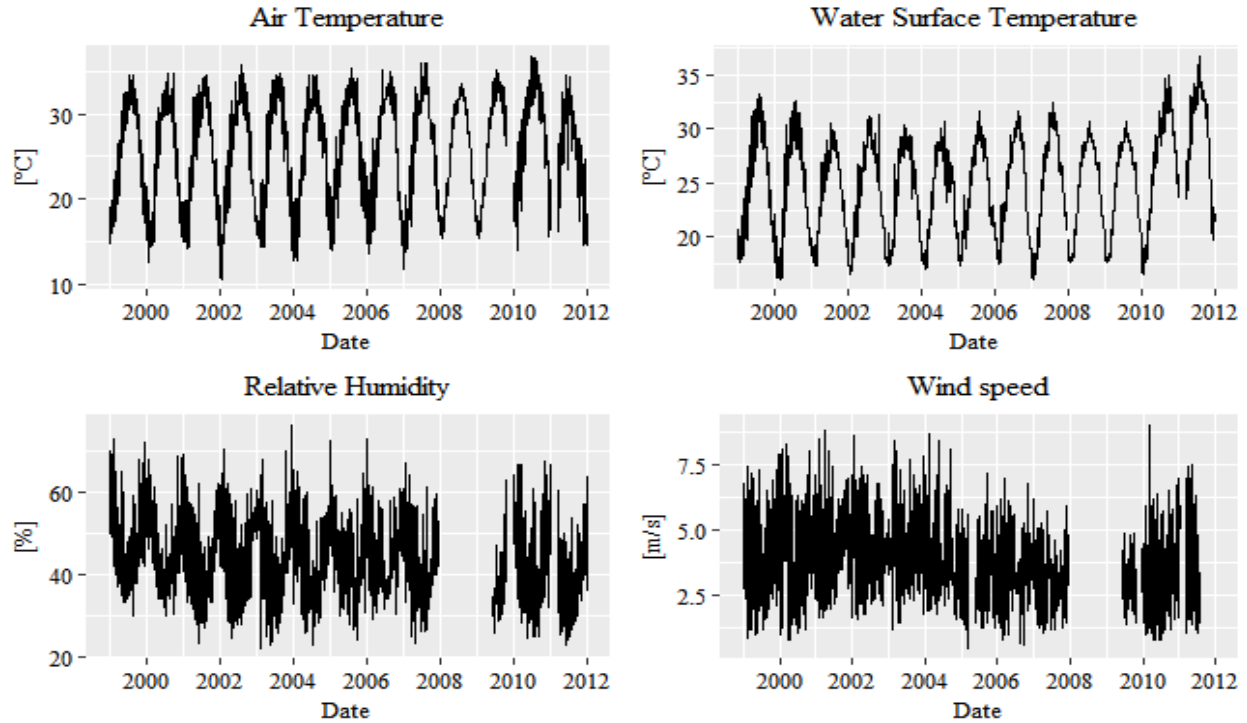 Air Temperature
[ºC]
30
20
10
2000 2002 2004 2006 2008 2010 2012
Date
Water Surface Temperature
[ºC]
35
30
25
20
2000 2002 2004 2006 2008 2010 2012
Date
Relative Humidity
[%]
60
40
20
2000 2002 2004 2006 2008 2010 2012
Date
Wind speed
[m/s]
7.5
5.0
2.5
2000 2002 2004 2006 2008 2010 2012
Date